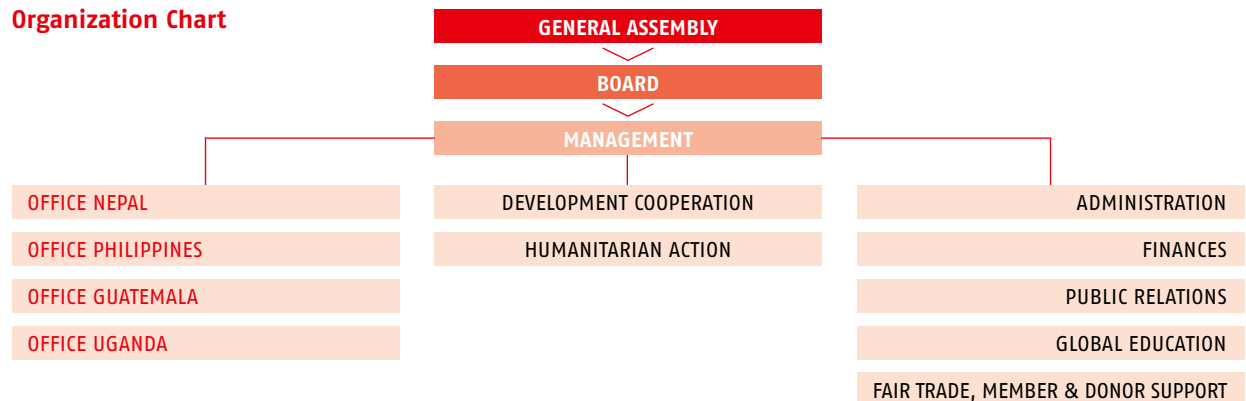 Organization Chart
GENERAL ASSEMBLY
BOARD
MANAGEMENT
OFFICE NEPAL
OFFICE PHILIPPINES
OFFICE GUATEMALA
OFFICE UGANDA
DEVELOPMENT COOPERATION
HUMANITARIAN ACTION
ADMINISTRATION
FINANCES
PUBLIC RELATIONS
GLOBAL EDUCATION
FAIR TRADE, MEMBER & DONOR SUPPORT